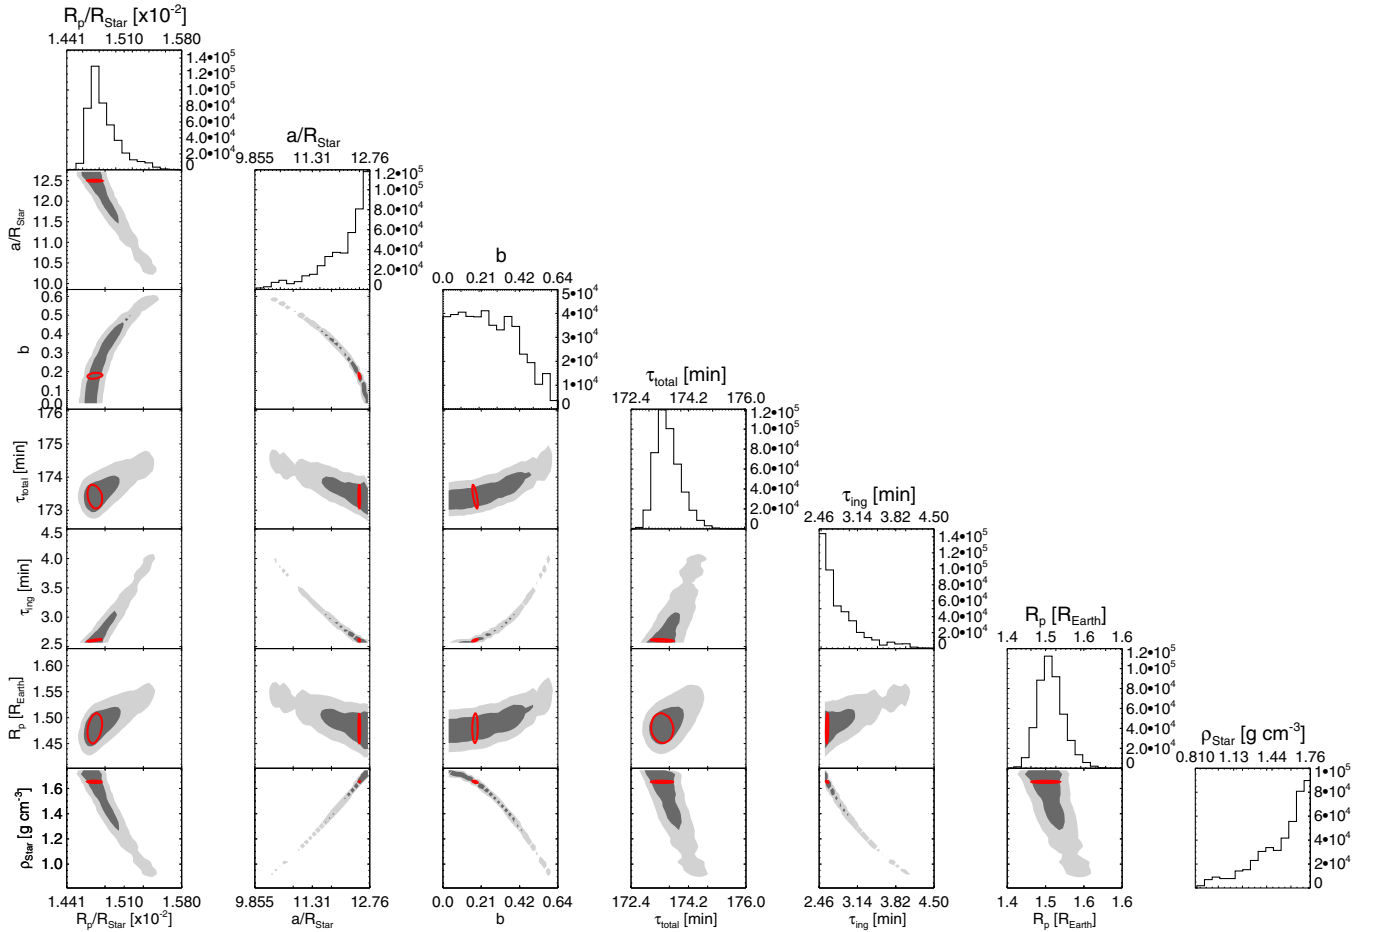 R_p/R_Star [x10^-2]
1.441 1.510 1.580
1.4•10^5
1.2•10^5
1.0•10^5
8.0•10^4
6.0•10^4
4.0•10^4
2.0•10^4
0
a/R_Star
9.855 11.31 12.76
12.5
12.0
11.5
11.0
10.5
10.0
a/R_Star
1.2•10^5
1.0•10^5
8.0•10^4
6.0•10^4
4.0•10^4
2.0•10^4
0
b
0.0 0.21 0.42 0.64
0.6
0.5
0.4
0.3
0.2
0.1
0.0
b
5•10^4
4•10^4
3•10^4
2•10^4
1•10^4
0
τ_total [min]
172.4 174.2 176.0
176
175
174
173
τ_total [min]
1.2•10^5
1.0•10^5
8.0•10^4
6.0•10^4
4.0•10^4
2.0•10^4
0
τ_ing [min]
2.46 3.14 3.82 4.50
4.5
4.0
3.5
3.0
2.5
τ_ing [min]
1.4•10^5
1.2•10^5
1.0•10^5
8.0•10^4
6.0•10^4
4.0•10^4
2.0•10^4
0
R_p [R_Earth]
1.4 1.5 1.6 1.6
1.60
1.55
1.50
1.45
R_p [R_Earth]
1.2•10^5
1.0•10^5
8.0•10^4
6.0•10^4
4.0•10^4
2.0•10^4
0
ρ_Star [g cm^-3]
0.810 1.13 1.44 1.76
1.6
1.4
1.2
1.0
ρ_Star [g cm^-3]
1•10^5
8•10^4
6•10^4
4•10^4
2•10^4
0
1.441 1.510 1.580
R_p/R_Star [x10^-2]
9.855 11.31 12.76
a/R_Star
0.0 0.21 0.42 0.64
b
172.4 174.2 176.0
τ_total [min]
2.46 3.14 3.82 4.50
τ_ing [min]
1.4 1.5 1.6 1.6
R_p [R_Earth]
0.810 1.13 1.44 1.76